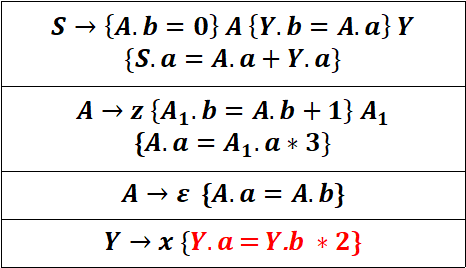 S → {A.b = 0} A {Y.b = A.a} Y
{S.a = A.a + Y.a}
A → z {A₁.b = A.b + 1} A₁
{A.a = A₁.a * 3}
A → ε {A.a = A.b}
Y → x {Y.a = Y.b * 2}